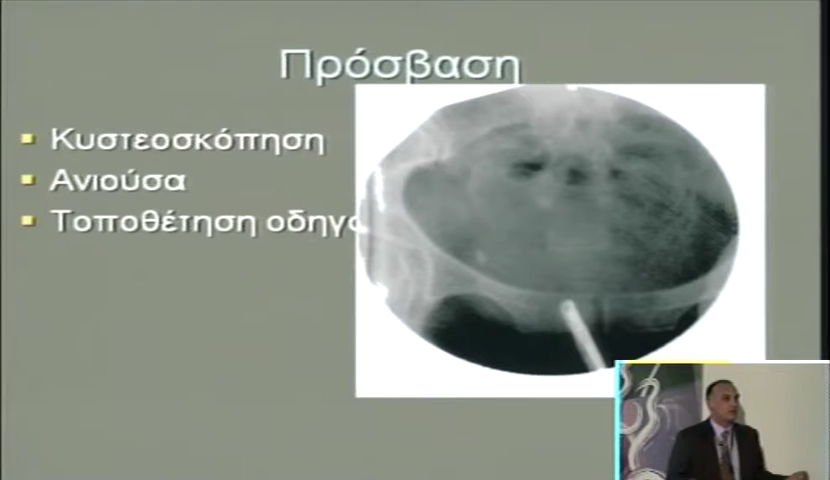 Πρόσβαση
Κυστεοσκόπηση
Ανιούσα
Τοποθέτηση οδηγο